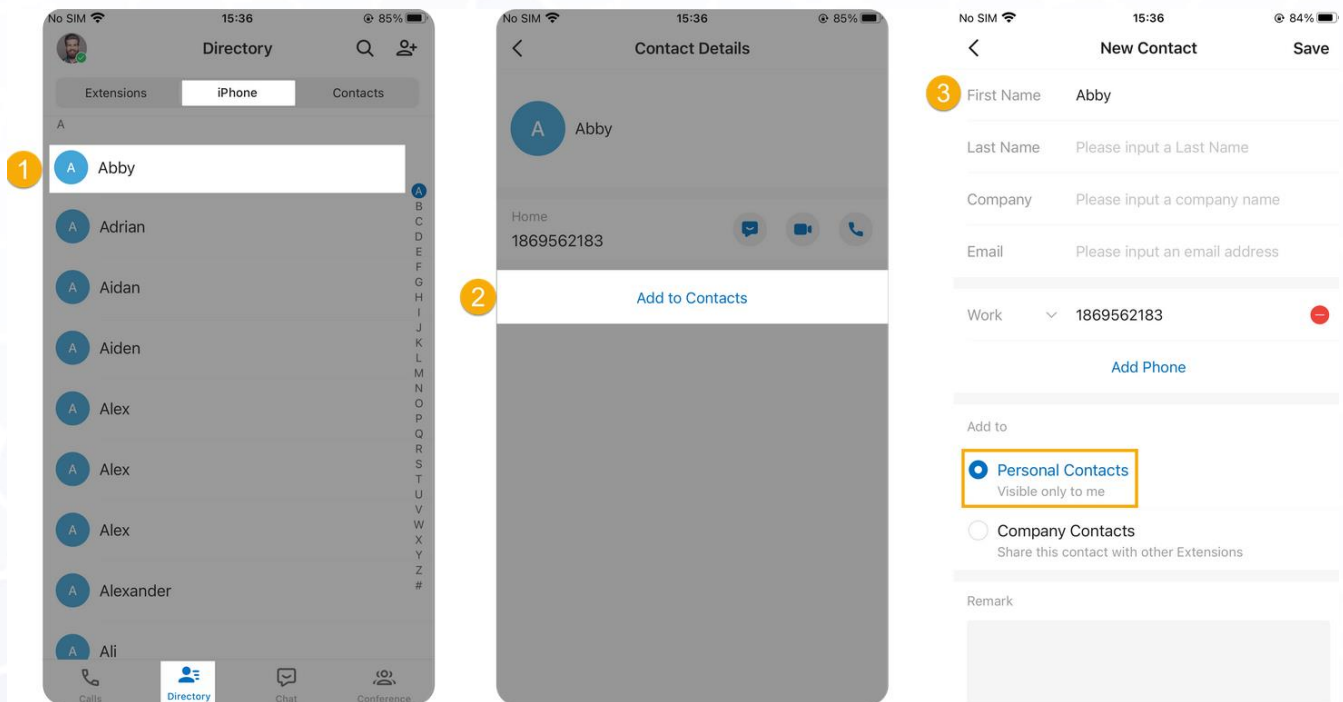 No SIM 15:36 85%
Directory
Extensions iPhone Contacts
A
1
A Abby
A Adrian
A Aidan
A Aiden
A Alex
A Alex
A Alex
A Alexander
A Ali
A
B
C
D
E
F
G
H
I
J
K
L
M
N
O
P
Q
R
S
T
U
V
W
X
Y
Z
#
Calls Directory Chat Conference
No SIM 15:36 85%
Contact Details
A Abby
Home
1869562183
2
Add to Contacts
No SIM 15:36 84%
New Contact Save
3
First Name Abby
Last Name Please input a Last Name
Company Please input a company name
Email Please input an email address
Work 1869562183
Add Phone
Add to
Personal Contacts
Visible only to me
Company Contacts
Share this contact with other Extensions
Remark